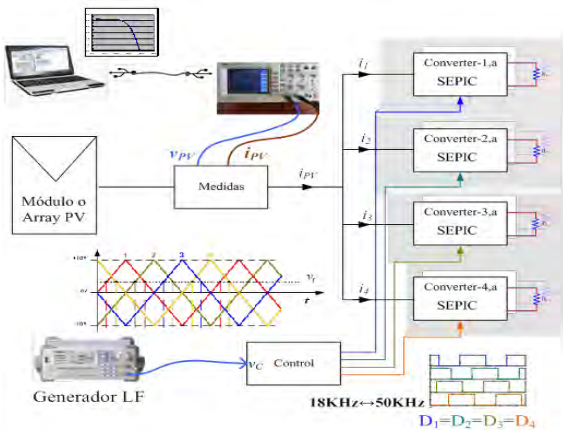 i1
Converter-1,a
SEPIC
vPV
iPV
i2
Converter-2,a
SEPIC
Módulo o
Array PV
Medidas
iPV
i3
Converter-3,a
SEPIC
1
2
3
vt
t
i4
Converter-4,a
SEPIC
vC
Control
Generador LF
18KHz↔50KHz
D1=D2=D3=D4